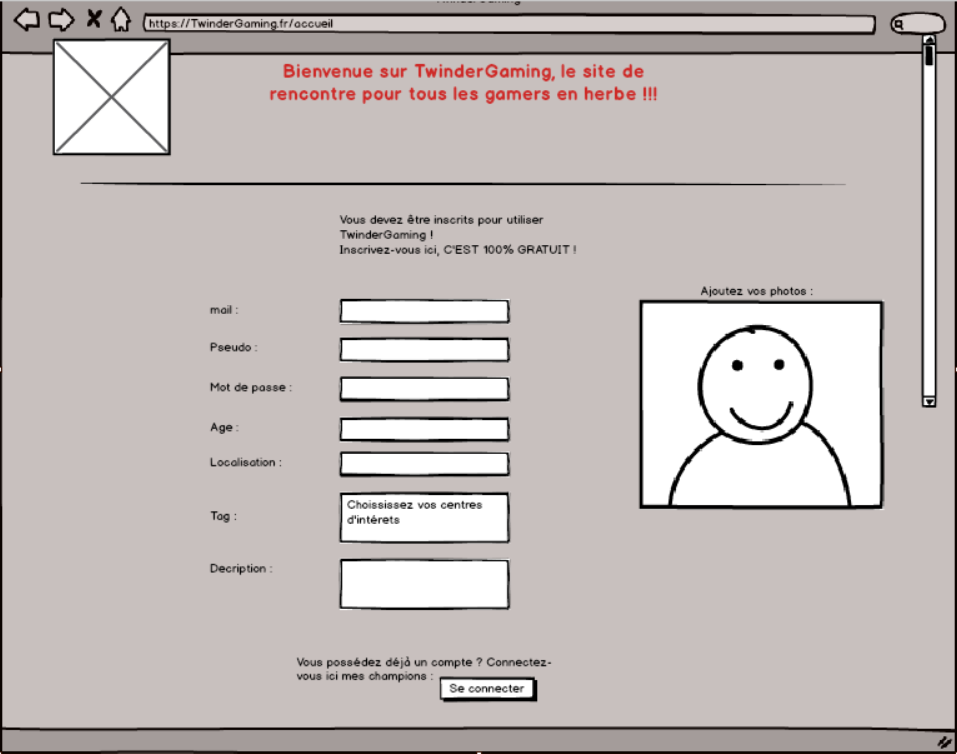 https://TwinderGaming.fr/accueil
Bienvenue sur TwinderGaming, le site de
rencontre pour tous les gamers en herbe !!!
Vous devez être inscrits pour utiliser
TwinderGaming !
Inscrivez-vous ici, C'EST 100% GRATUIT !
Ajoutez vos photos :
mail :
Pseudo :
Mot de passe :
Age :
Localisation :
Tag :
Choississez vos centres
d'intérets
Decription :
Vous possédez déjà un compte ? Connectez-
vous ici mes champions :
Se connecter